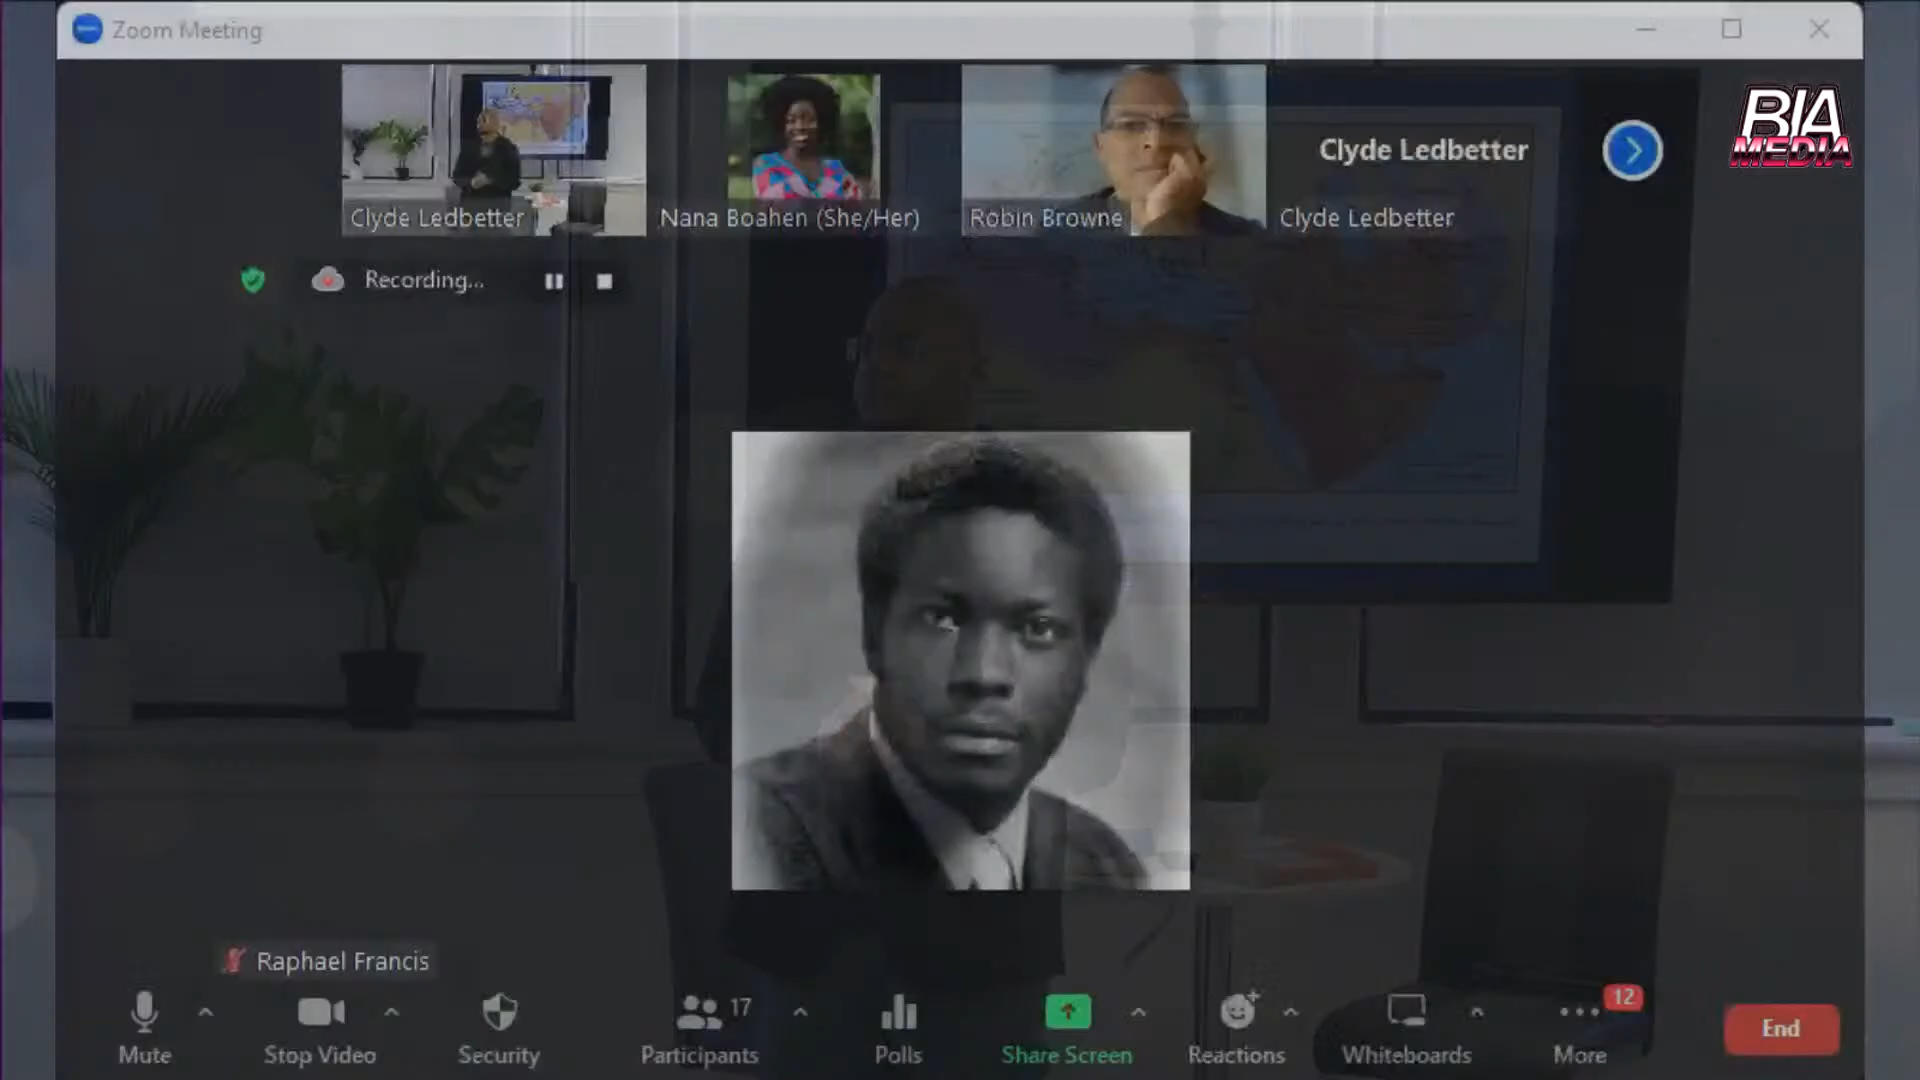 Zoom Meeting
BIA
MEDIA
Clyde Ledbetter
Clyde Ledbetter
Nana Boahen (She/Her)
Robin Browne
Clyde Ledbetter
Recording...
Raphael Francis
17
12
Mute
Stop Video
Security
Participants
Polls
Share Screen
Reactions
Whiteboards
More
End